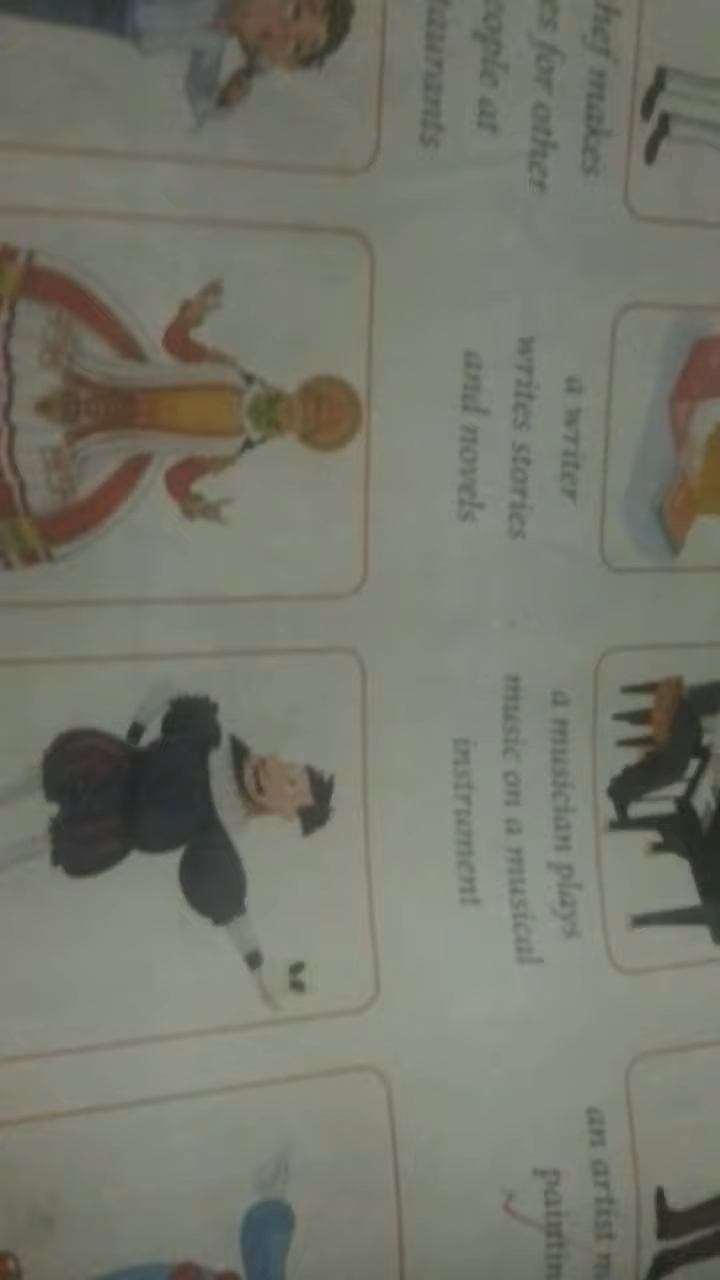 hef makes
es for other
eople at
taurants
a writer
writes stories
and novels
a musician plays
music on a musical
instrument
an artist